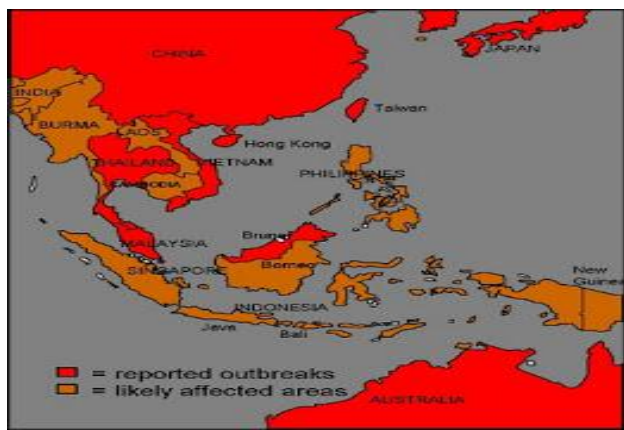 CHINA
JAPAN
INDIA
Taiwan
BURMA
LAOS
Hong Kong
THAILAND
VIETNAM
PHILIPPINES
CAMBODIA
Brunei
MALAYSIA
Borneo
SINGAPORE
New
Guinea
INDONESIA
Java
Bali
= reported outbreaks
= likely affected areas
AUSTRALIA